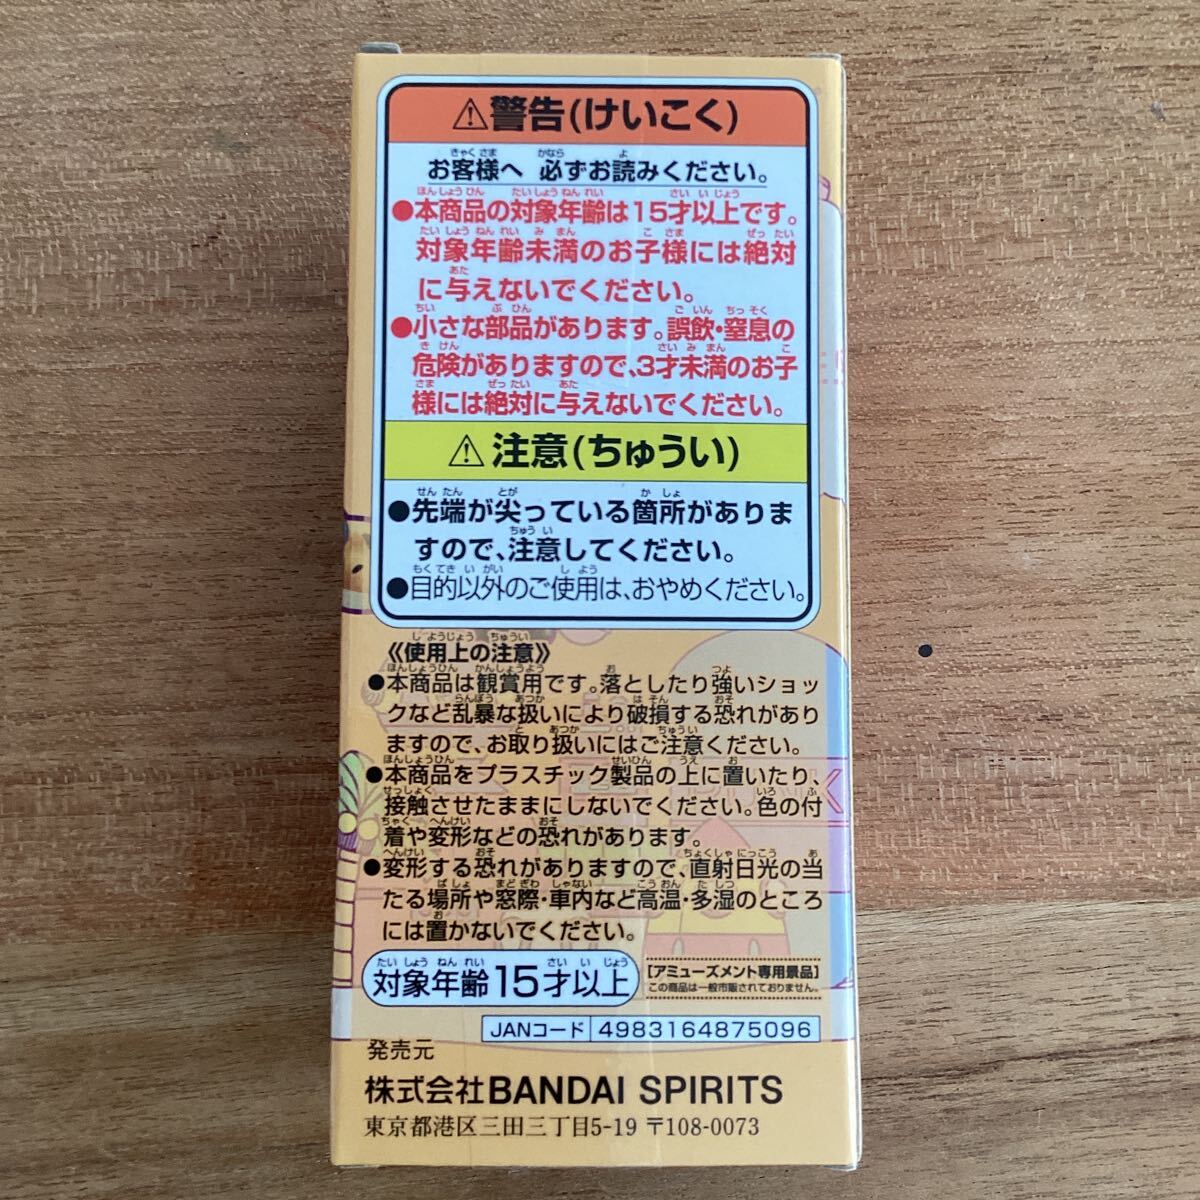 ⚠警告(けいこく)
お客様へ 必ずお読みください。
●本商品の対象年齢は15才以上です。
対象年齢未満のお子様には絶対
に与えないでください。
●小さな部品があります。誤飲・窒息の
危険がありますので、3才未満のお子
様には絶対に与えないでください。
⚠注意(ちゅうい)
●先端が尖っている箇所がありま
すので、注意してください。
●目的以外のご使用は、おやめください。
《使用上の注意》
●本商品は観賞用です。落としたり強いショッ
クなど乱暴な扱いにより破損する恐れがあり
ますので、お取り扱いにはご注意ください。
●本商品をプラスチック製品の上に置いたり、
接触させたままにしないでください。色の付
着や変形などの恐れがあります。
●変形する恐れがありますので、直射日光の当
たる場所や窓際・車内など高温・多湿のところ
には置かないでください。
対象年齢15才以上
【アミューズメント専用景品】
この商品は一般市販されておりません。
JANコード 4983164875096
発売元
株式会社BANDAI SPIRITS
東京都港区三田三丁目5-19 〒108-0073